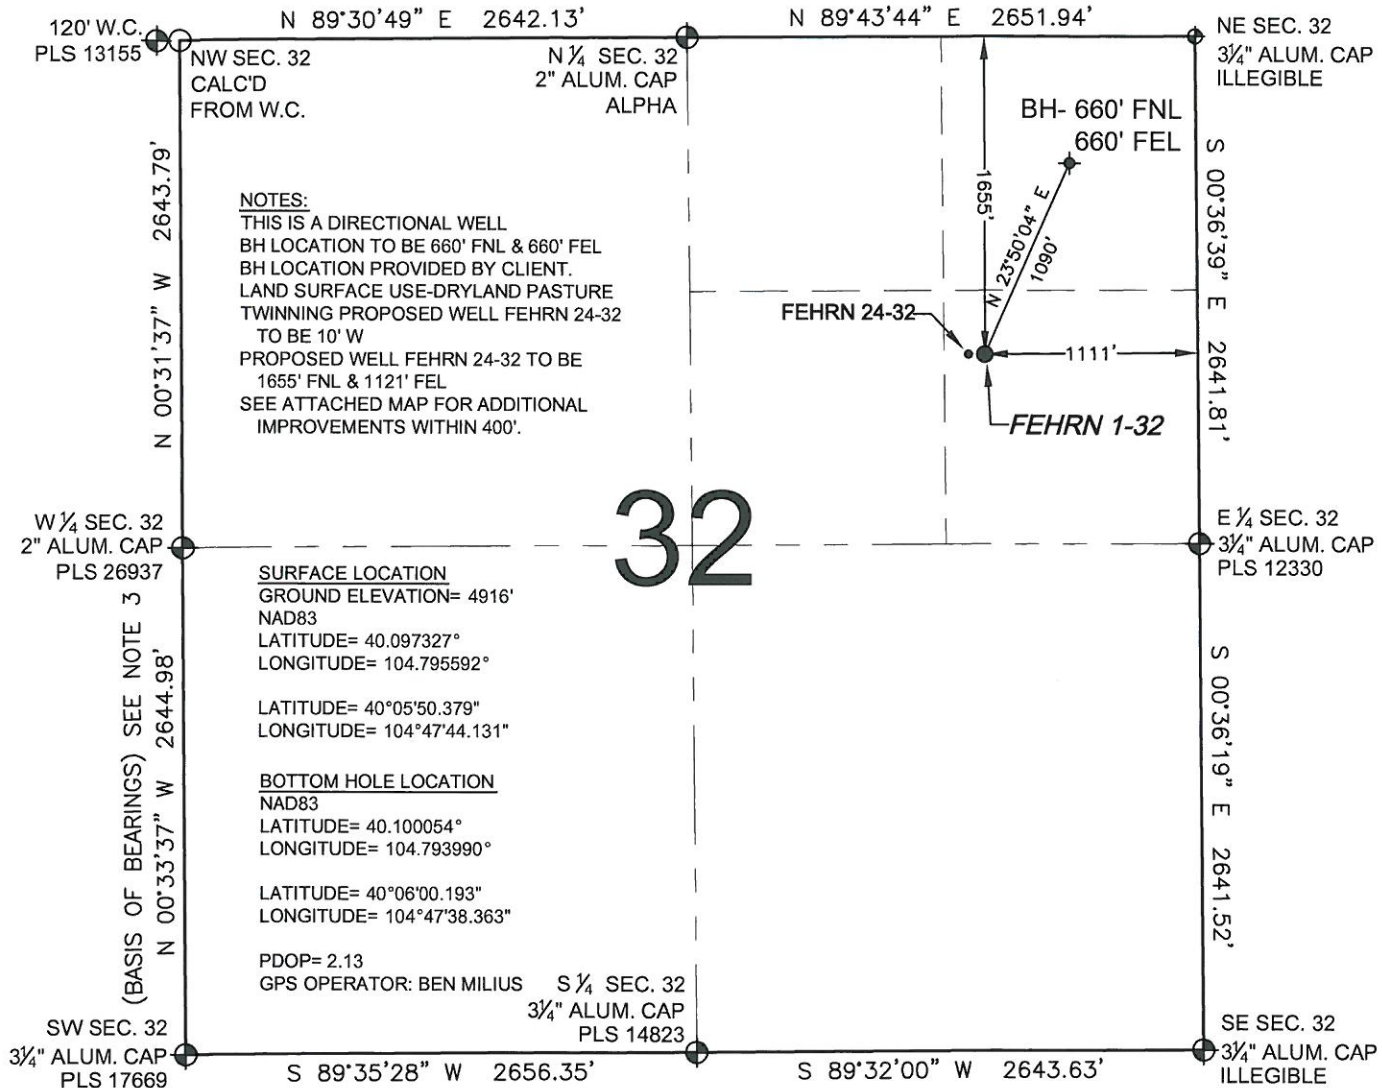 N 89°30'49" E 2642.13'
N 89°43'44" E 2651.94'
120' W.C.
PLS 13155
NW SEC. 32
CALC'D
FROM W.C.
N ¼ SEC. 32
2" ALUM. CAP
ALPHA
NE SEC. 32
3¼" ALUM. CAP
ILLEGIBLE
BH- 660' FNL
660' FEL
N 00°31'37" W 2643.79'
NOTES:
THIS IS A DIRECTIONAL WELL
BH LOCATION TO BE 660' FNL & 660' FEL
BH LOCATION PROVIDED BY CLIENT.
LAND SURFACE USE-DRYLAND PASTURE
TWINNING PROPOSED WELL FEHRN 24-32
TO BE 10' W
PROPOSED WELL FEHRN 24-32 TO BE
1655' FNL & 1121' FEL
SEE ATTACHED MAP FOR ADDITIONAL
IMPROVEMENTS WITHIN 400'.
1655'
N 23°50'04" E
1090'
S 00°36'39" E 2641.81'
FEHRN 24-32
1111'
FEHRN 1-32
32
W ¼ SEC. 32
2" ALUM. CAP
PLS 26937
E ¼ SEC. 32
3¼" ALUM. CAP
PLS 12330
(BASIS OF BEARINGS) SEE NOTE 3
N 00°33'37" W 2644.98'
SURFACE LOCATION
GROUND ELEVATION= 4916'
NAD83
LATITUDE= 40.097327°
LONGITUDE= 104.795592°
LATITUDE= 40°05'50.379"
LONGITUDE= 104°47'44.131"
BOTTOM HOLE LOCATION
NAD83
LATITUDE= 40.100054°
LONGITUDE= 104.793990°
LATITUDE= 40°06'00.193"
LONGITUDE= 104°47'38.363"
PDOP= 2.13
GPS OPERATOR: BEN MILIUS
S 00°36'19" E 2641.52'
S ¼ SEC. 32
3¼" ALUM. CAP
PLS 14823
SW SEC. 32
3¼" ALUM. CAP
PLS 17669
SE SEC. 32
3¼" ALUM. CAP
ILLEGIBLE
S 89°35'28" W 2656.35'
S 89°32'00" W 2643.63'